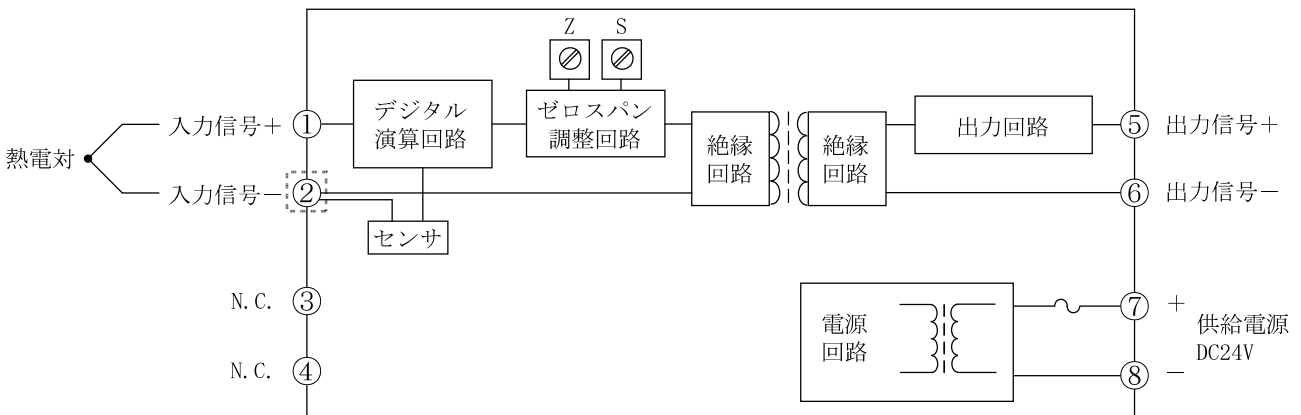 Z
S
デジタル
演算回路
ゼロスパン
調整回路
熱電対
入力信号＋
①
入力信号－
②
センサ
絶縁
回路
絶縁
回路
出力回路
⑤
出力信号＋
⑥
出力信号－
N.C.
③
N.C.
④
電源
回路
⑦
＋
⑧
－
供給電源
DC24V